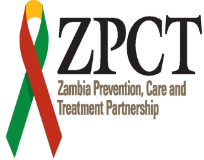 ZPCT
Zambia Prevention, Care and
Treatment Partnership